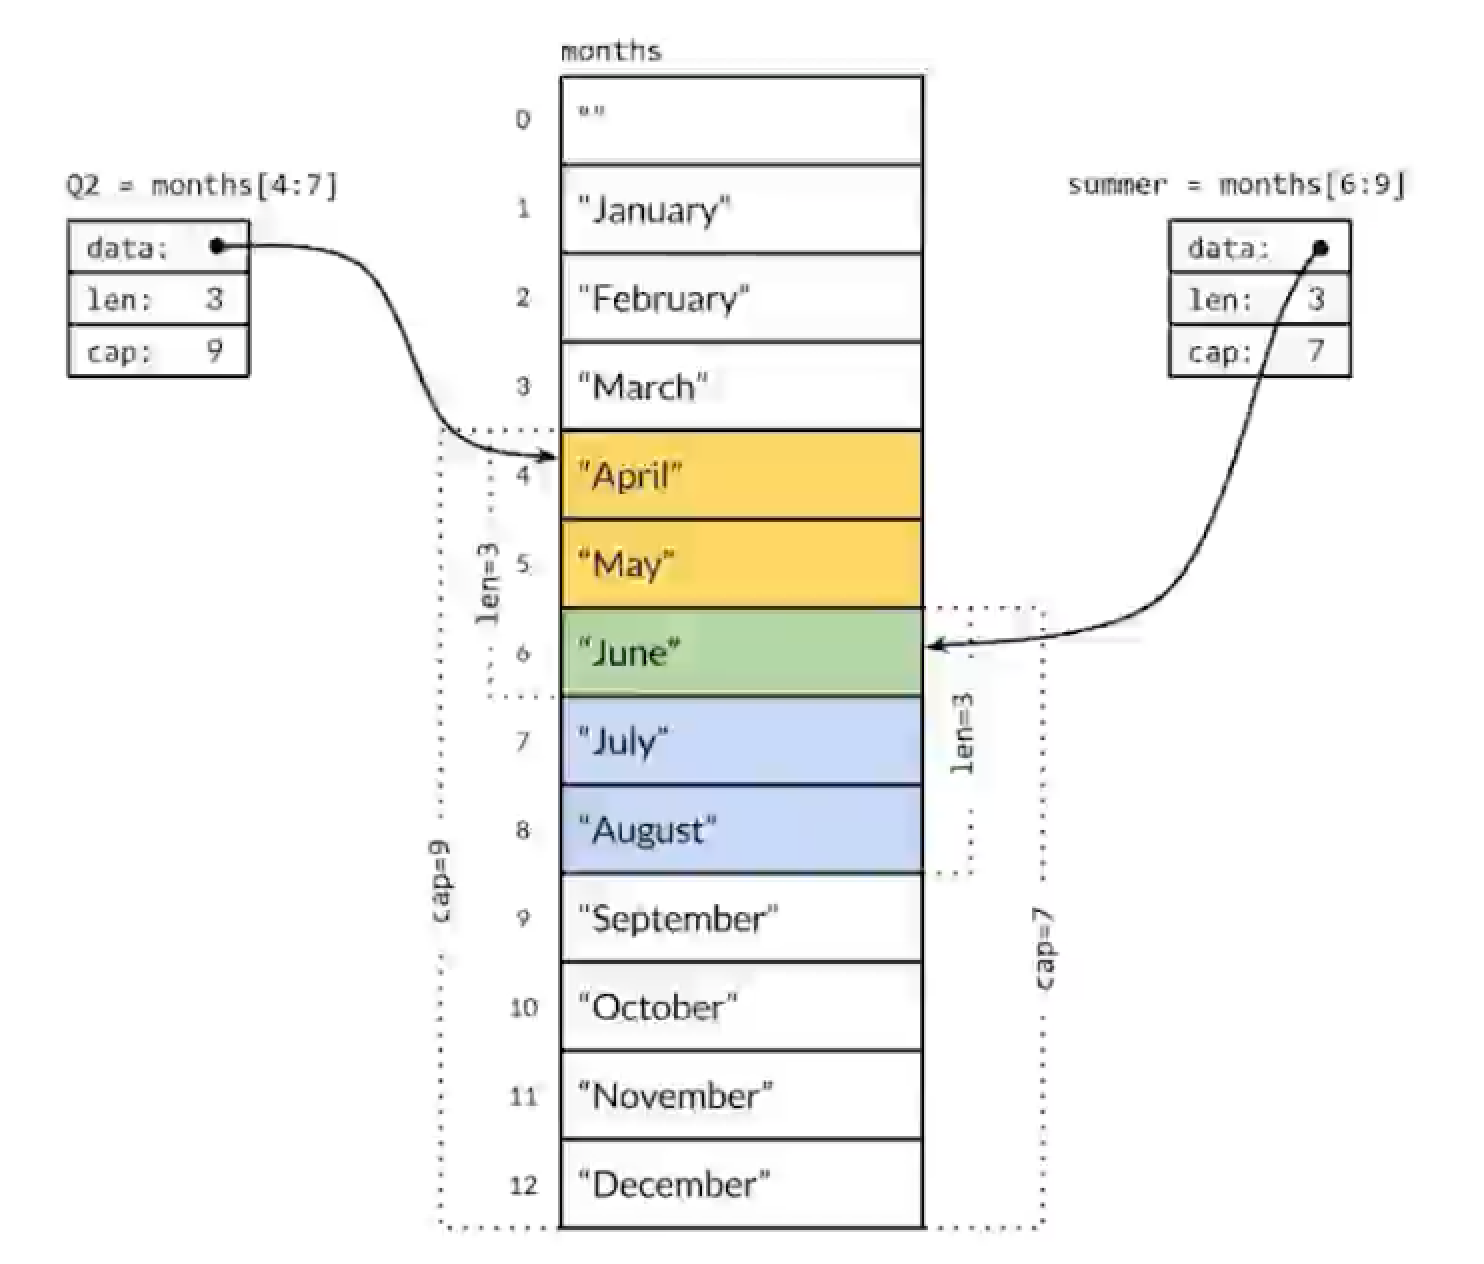 months
0 ""
Q2 = months[4:7]
data:
len: 3
cap: 9
summer = months[6:9]
data:
len: 3
cap: 7
1 "January"
2 "February"
3 "March"
4 "April"
5 "May"
6 "June"
7 "July"
8 "August"
9 "September"
10 "October"
11 "November"
12 "December"
len=3
cap=9
len=3
cap=7